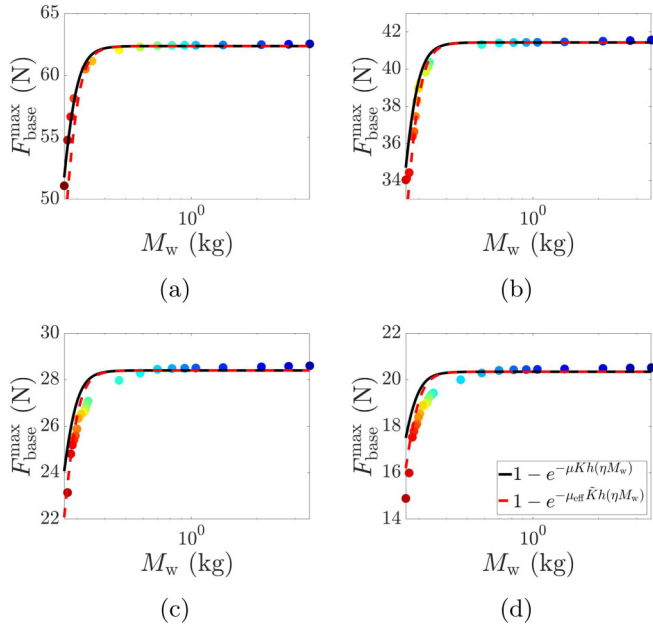 65
60
55
50
F_base^max (N)
10^0
M_w (kg)
(a)
42
40
38
36
34
F_base^max (N)
10^0
M_w (kg)
(b)
30
28
26
24
22
F_base^max (N)
10^0
M_w (kg)
(c)
22
20
18
16
14
F_base^max (N)
1 − e^{−μKh(ηM_w)}
1 − e^{−μ_eff K̃h(ηM_w)}
10^0
M_w (kg)
(d)